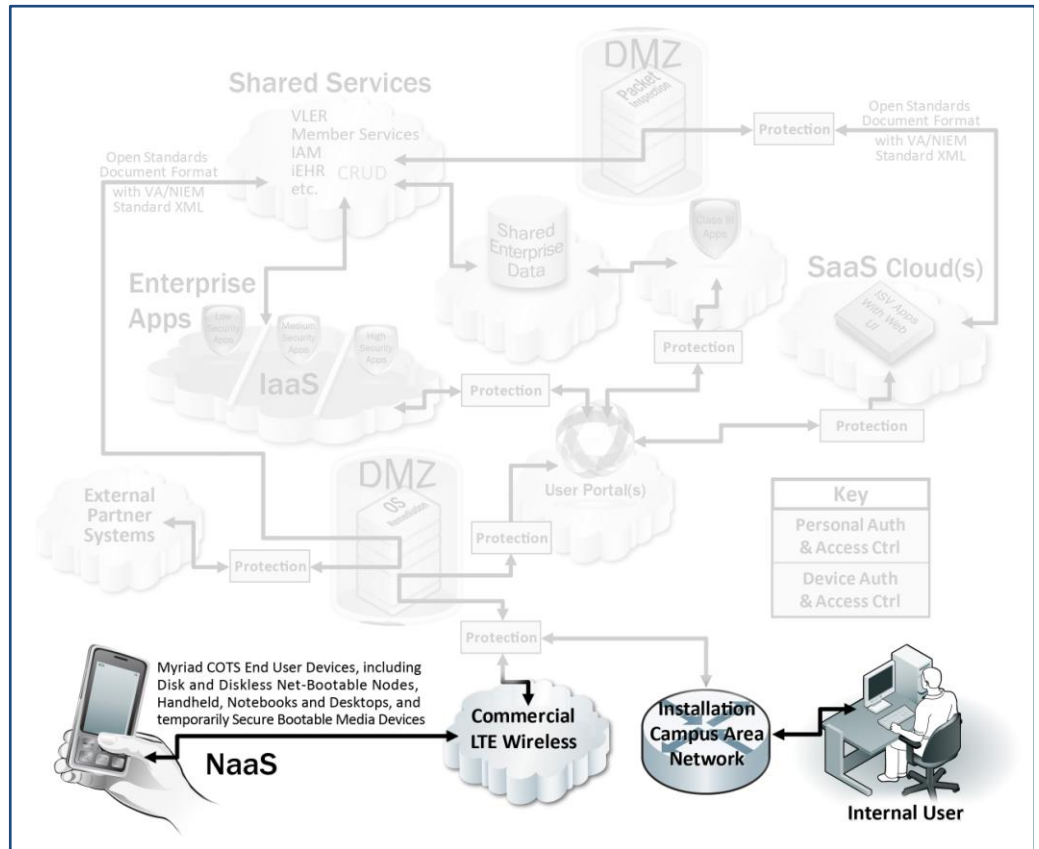 DMZ
Packet
Inspection
Shared Services
VLER
Member Services
IAM
iEHR
etc.
CRUD
Protection
Open Standards
Document Format
with VA/NIEM
Standard XML
Open Standards
Document Format
with VA/NIEM
Standard XML
Shared
Enterprise
Data
Class III
Apps
SaaS Cloud(s)
ISV Apps
With Web
UI
Enterprise
Apps
Low
Security
Apps
Medium
Security
Apps
High
Security
Apps
IaaS
Protection
Protection
Protection
User Portal(s)
DMZ
OS
Remediation
External
Partner
Systems
Protection
Protection
Key
Personal Auth
& Access Ctrl
Device Auth
& Access Ctrl
Protection
Myriad COTS End User Devices, including
Disk and Diskless Net-Bootable Nodes,
Handheld, Notebooks and Desktops, and
temporarily Secure Bootable Media Devices
NaaS
Commercial
LTE Wireless
Installation
Campus Area
Network
Internal User